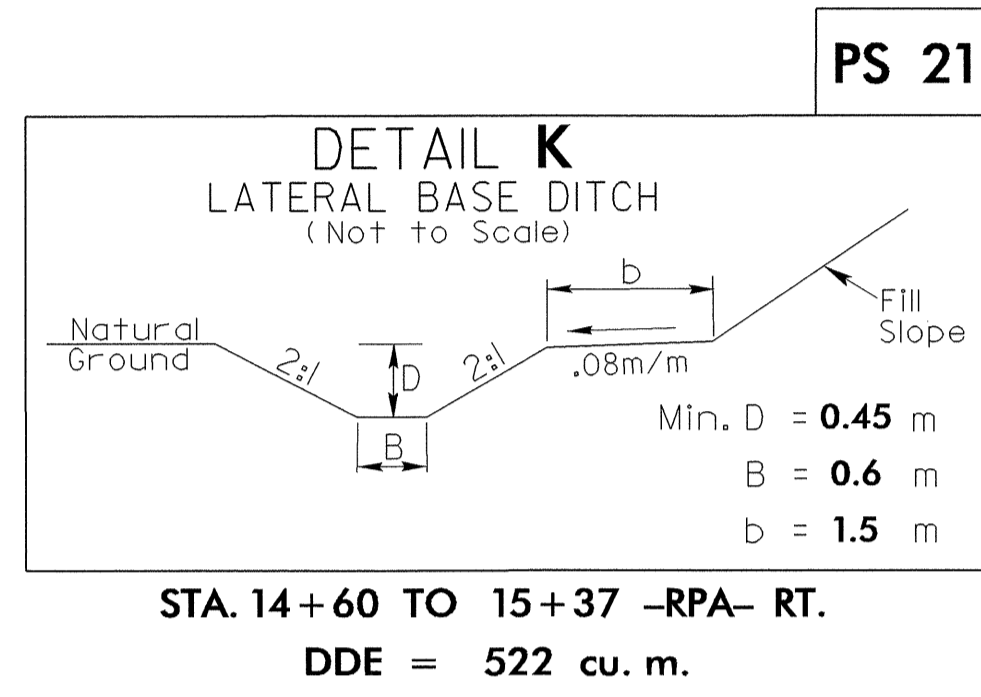 PS 21
DETAIL K
LATERAL BASE DITCH
(Not to Scale)
b
Natural
Ground
2:1
D
2:1
.08m/m
Fill
Slope
B
Min. D = 0.45 m
B = 0.6 m
b = 1.5 m
STA. 14+60 TO 15+37 -RPA- RT.
DDE = 522 cu. m.